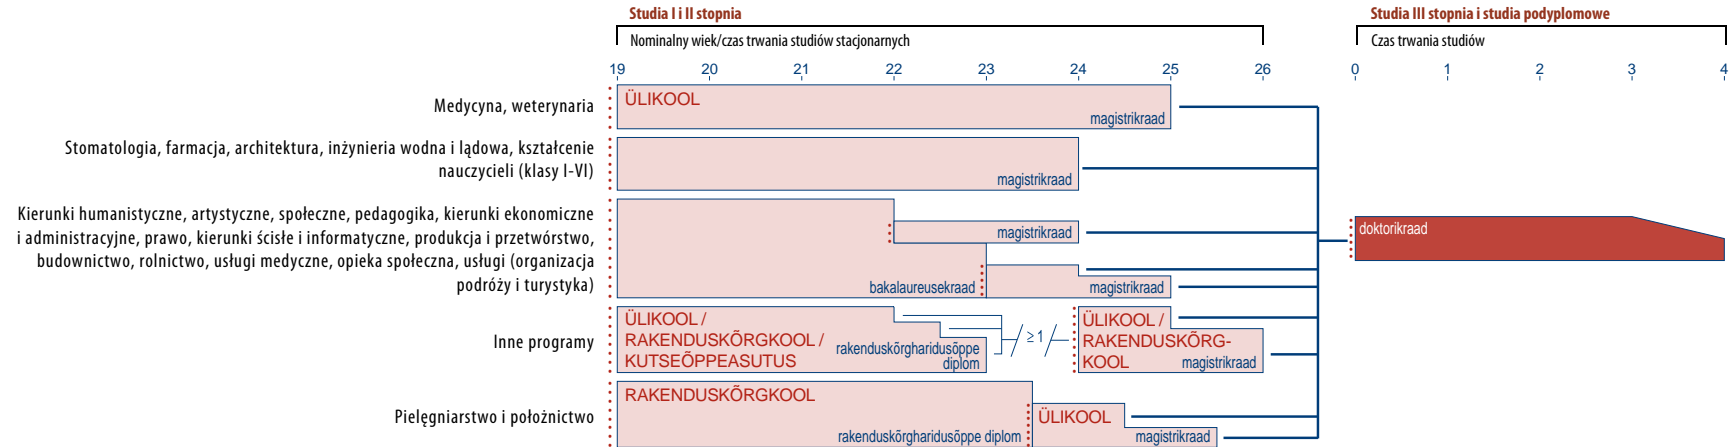 Studia I i II stopnia
Studia III stopnia i studia podyplomowe
Nominalny wiek/czas trwania studiów stacjonarnych
Czas trwania studiów
19 20 21 22 23 24 25 26
0 1 2 3 4
Medycyna, weterynaria
ÜLIKOOL
magistrikraad
Stomatologia, farmacja, architektura, inżynieria wodna i lądowa, kształcenie
nauczycieli (klasy I-VI)
magistrikraad
Kierunki humanistyczne, artystyczne, społeczne, pedagogika, kierunki ekonomiczne
i administracyjne, prawo, kierunki ścisłe i informatyczne, produkcja i przetwórstwo,
budownictwo, rolnictwo, usługi medyczne, opieka społeczna, usługi (organizacja
podróży i turystyka)
magistrikraad
bakalaureusekraad
magistrikraad
doktorikraad
Inne programy
ÜLIKOOL /
RAKENDUSKÕRGKOOL /
KUTSEÕPPEASUTUS
rakenduskõrgharidusõppe
diplom
≥ 1
ÜLIKOOL /
RAKENDUSKÕRG-
KOOL
magistrikraad
Pielęgniarstwo i położnictwo
RAKENDUSKÕRGKOOL
rakenduskõrgharidusõppe diplom
ÜLIKOOL
magistrikraad